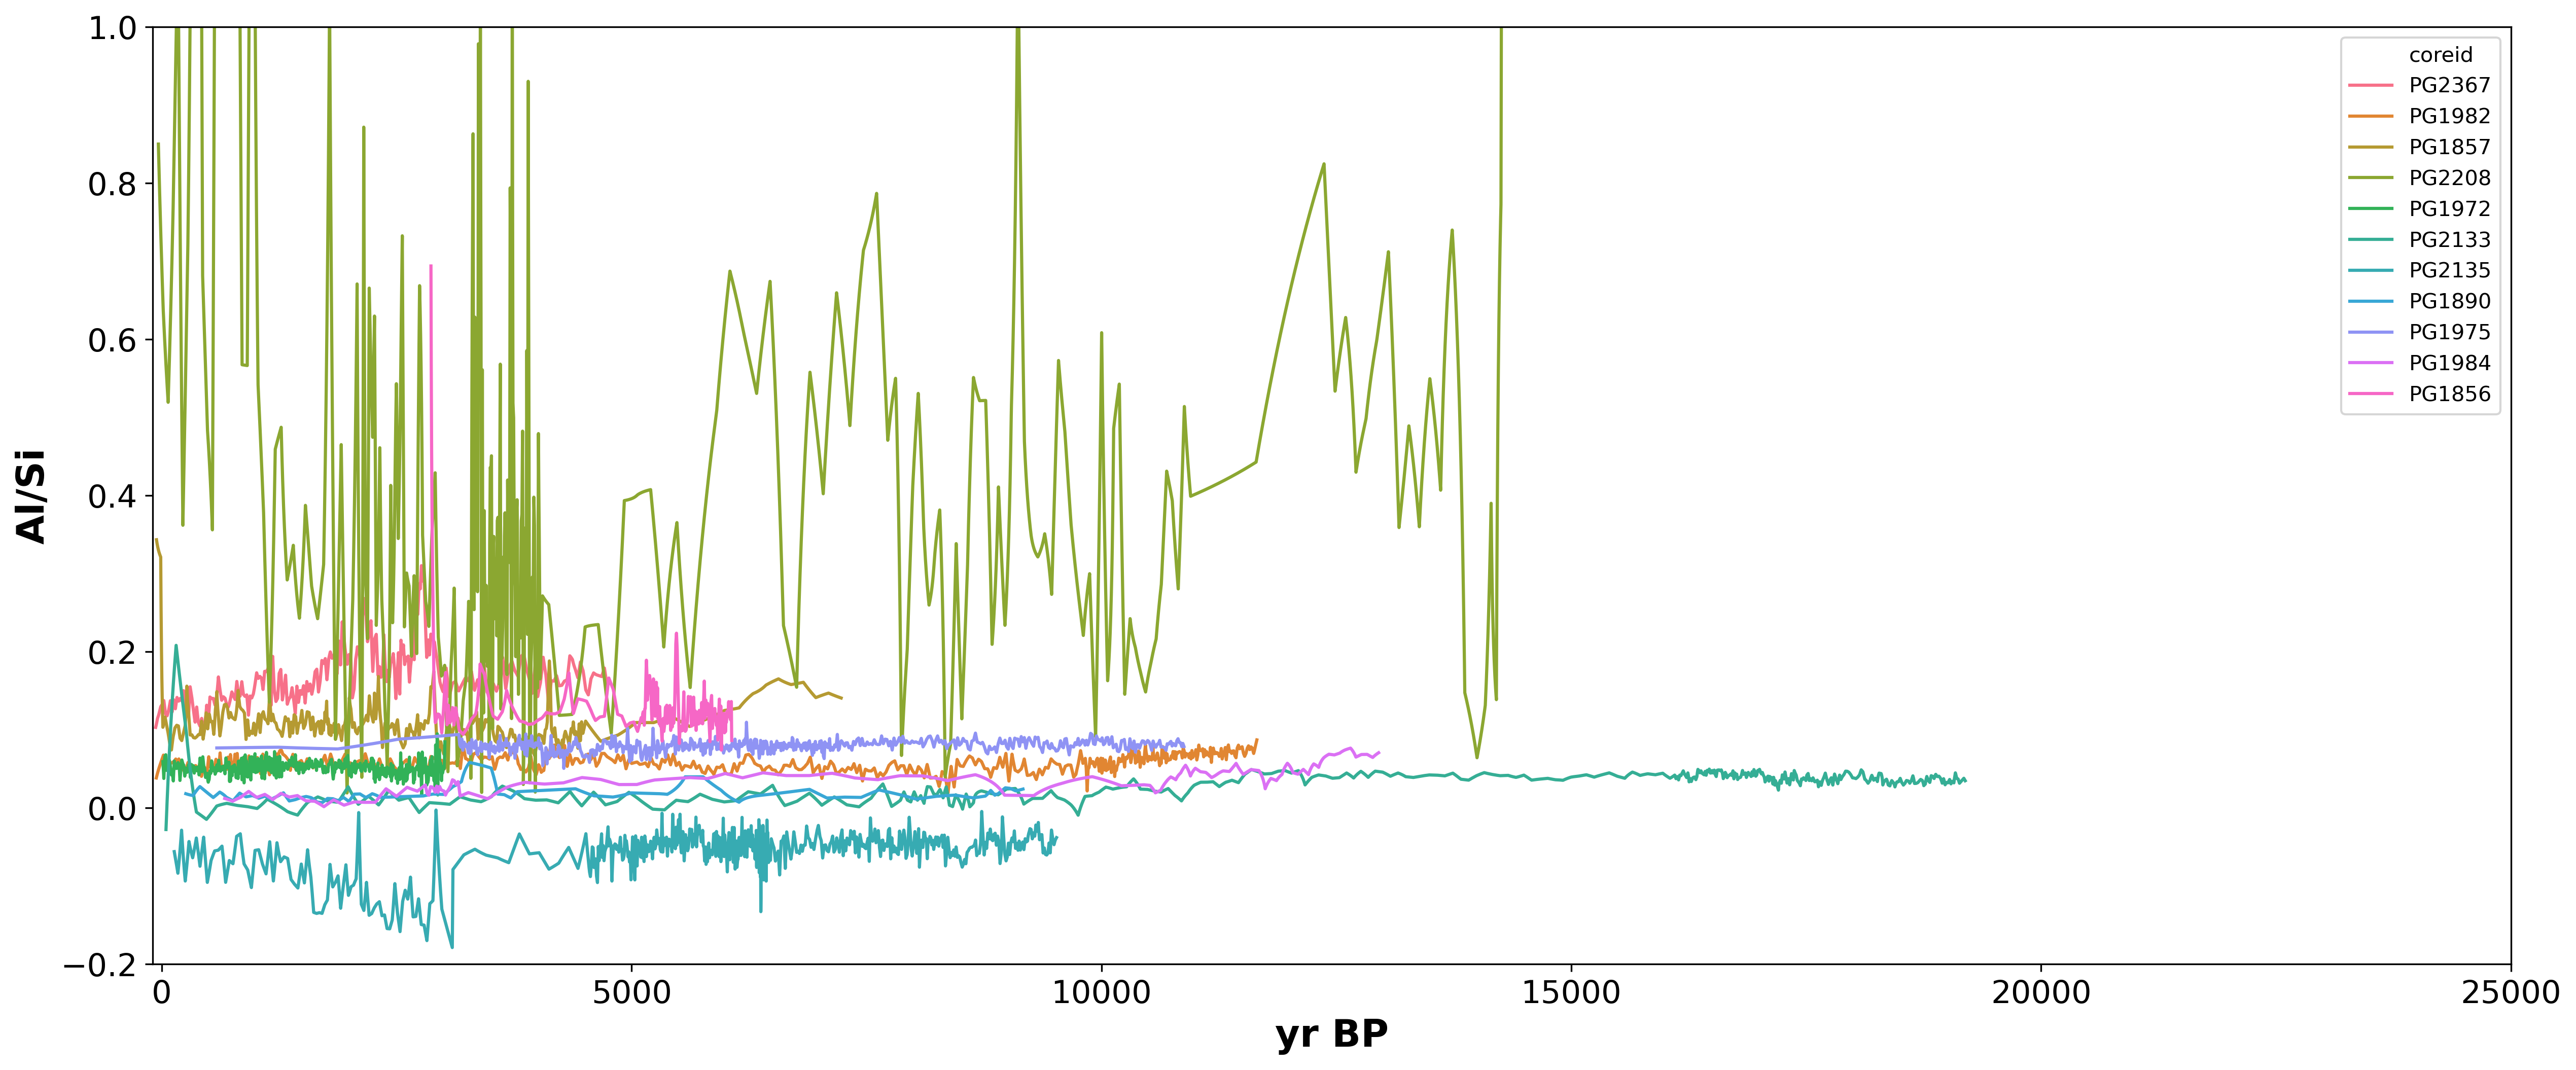 1.0
0.8
0.6
0.4
0.2
0.0
−0.2
Al/Si
0
5000
10000
15000
20000
25000
yr BP
coreid
PG2367
PG1982
PG1857
PG2208
PG1972
PG2133
PG2135
PG1890
PG1975
PG1984
PG1856